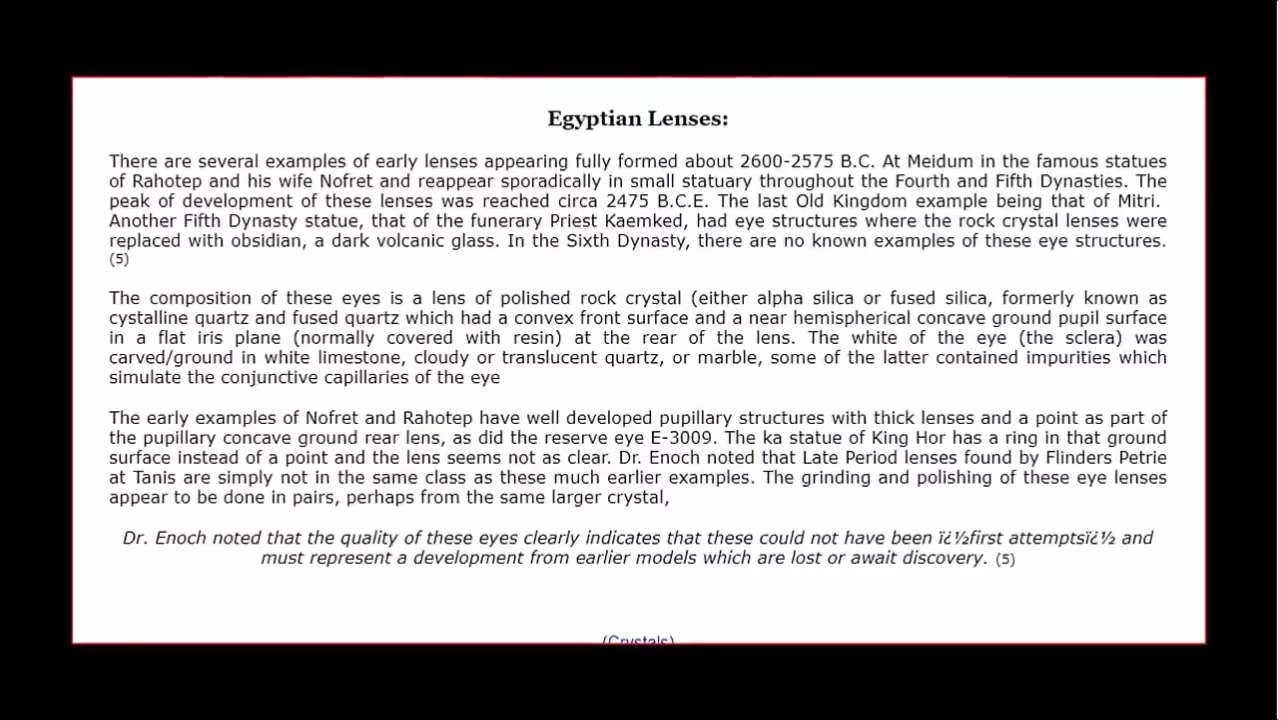 Egyptian Lenses:
There are several examples of early lenses appearing fully formed about 2600-2575 B.C. At Meidum in the famous statues
of Rahotep and his wife Nofret and reappear sporadically in small statuary throughout the Fourth and Fifth Dynasties. The
peak of development of these lenses was reached circa 2475 B.C.E. The last Old Kingdom example being that of Mitri.
Another Fifth Dynasty statue, that of the funerary Priest Kaemked, had eye structures where the rock crystal lenses were
replaced with obsidian, a dark volcanic glass. In the Sixth Dynasty, there are no known examples of these eye structures.
(5)
The composition of these eyes is a lens of polished rock crystal (either alpha silica or fused silica, formerly known as
cystalline quartz and fused quartz which had a convex front surface and a near hemispherical concave ground pupil surface
in a flat iris plane (normally covered with resin) at the rear of the lens. The white of the eye (the sclera) was
carved/ground in white limestone, cloudy or translucent quartz, or marble, some of the latter contained impurities which
simulate the conjunctive capillaries of the eye
The early examples of Nofret and Rahotep have well developed pupillary structures with thick lenses and a point as part of
the pupillary concave ground rear lens, as did the reserve eye E-3009. The ka statue of King Hor has a ring in that ground
surface instead of a point and the lens seems not as clear. Dr. Enoch noted that Late Period lenses found by Flinders Petrie
at Tanis are simply not in the same class as these much earlier examples. The grinding and polishing of these eye lenses
appear to be done in pairs, perhaps from the same larger crystal,
Dr. Enoch noted that the quality of these eyes clearly indicates that these could not have been ï¿½first attemptsï¿½ and
must represent a development from earlier models which are lost or await discovery. (5)
(Crystals)